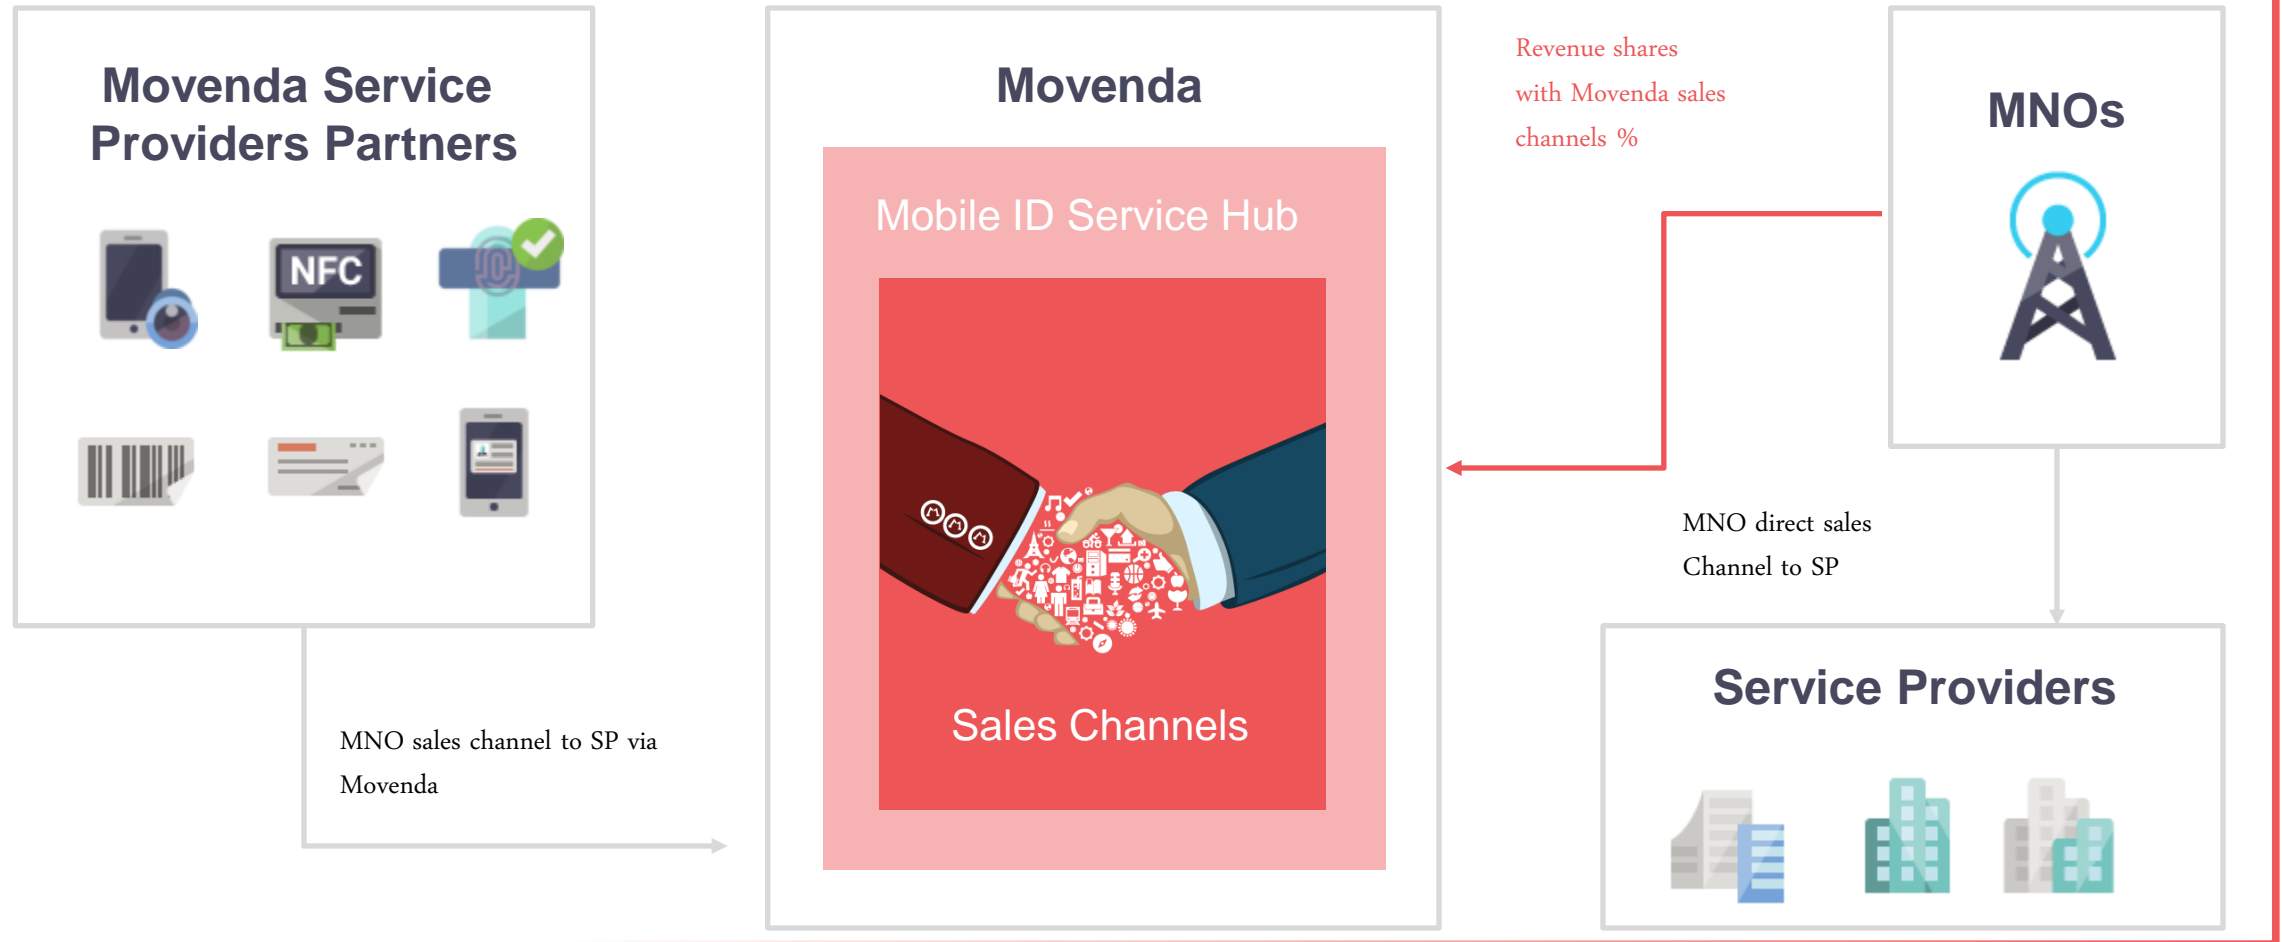 Movenda Service
Providers Partners
NFC
MNO sales channel to SP via
Movenda
Movenda
Mobile ID Service Hub
Sales Channels
Revenue shares
with Movenda sales
channels %
MNOs
MNO direct sales
Channel to SP
Service Providers